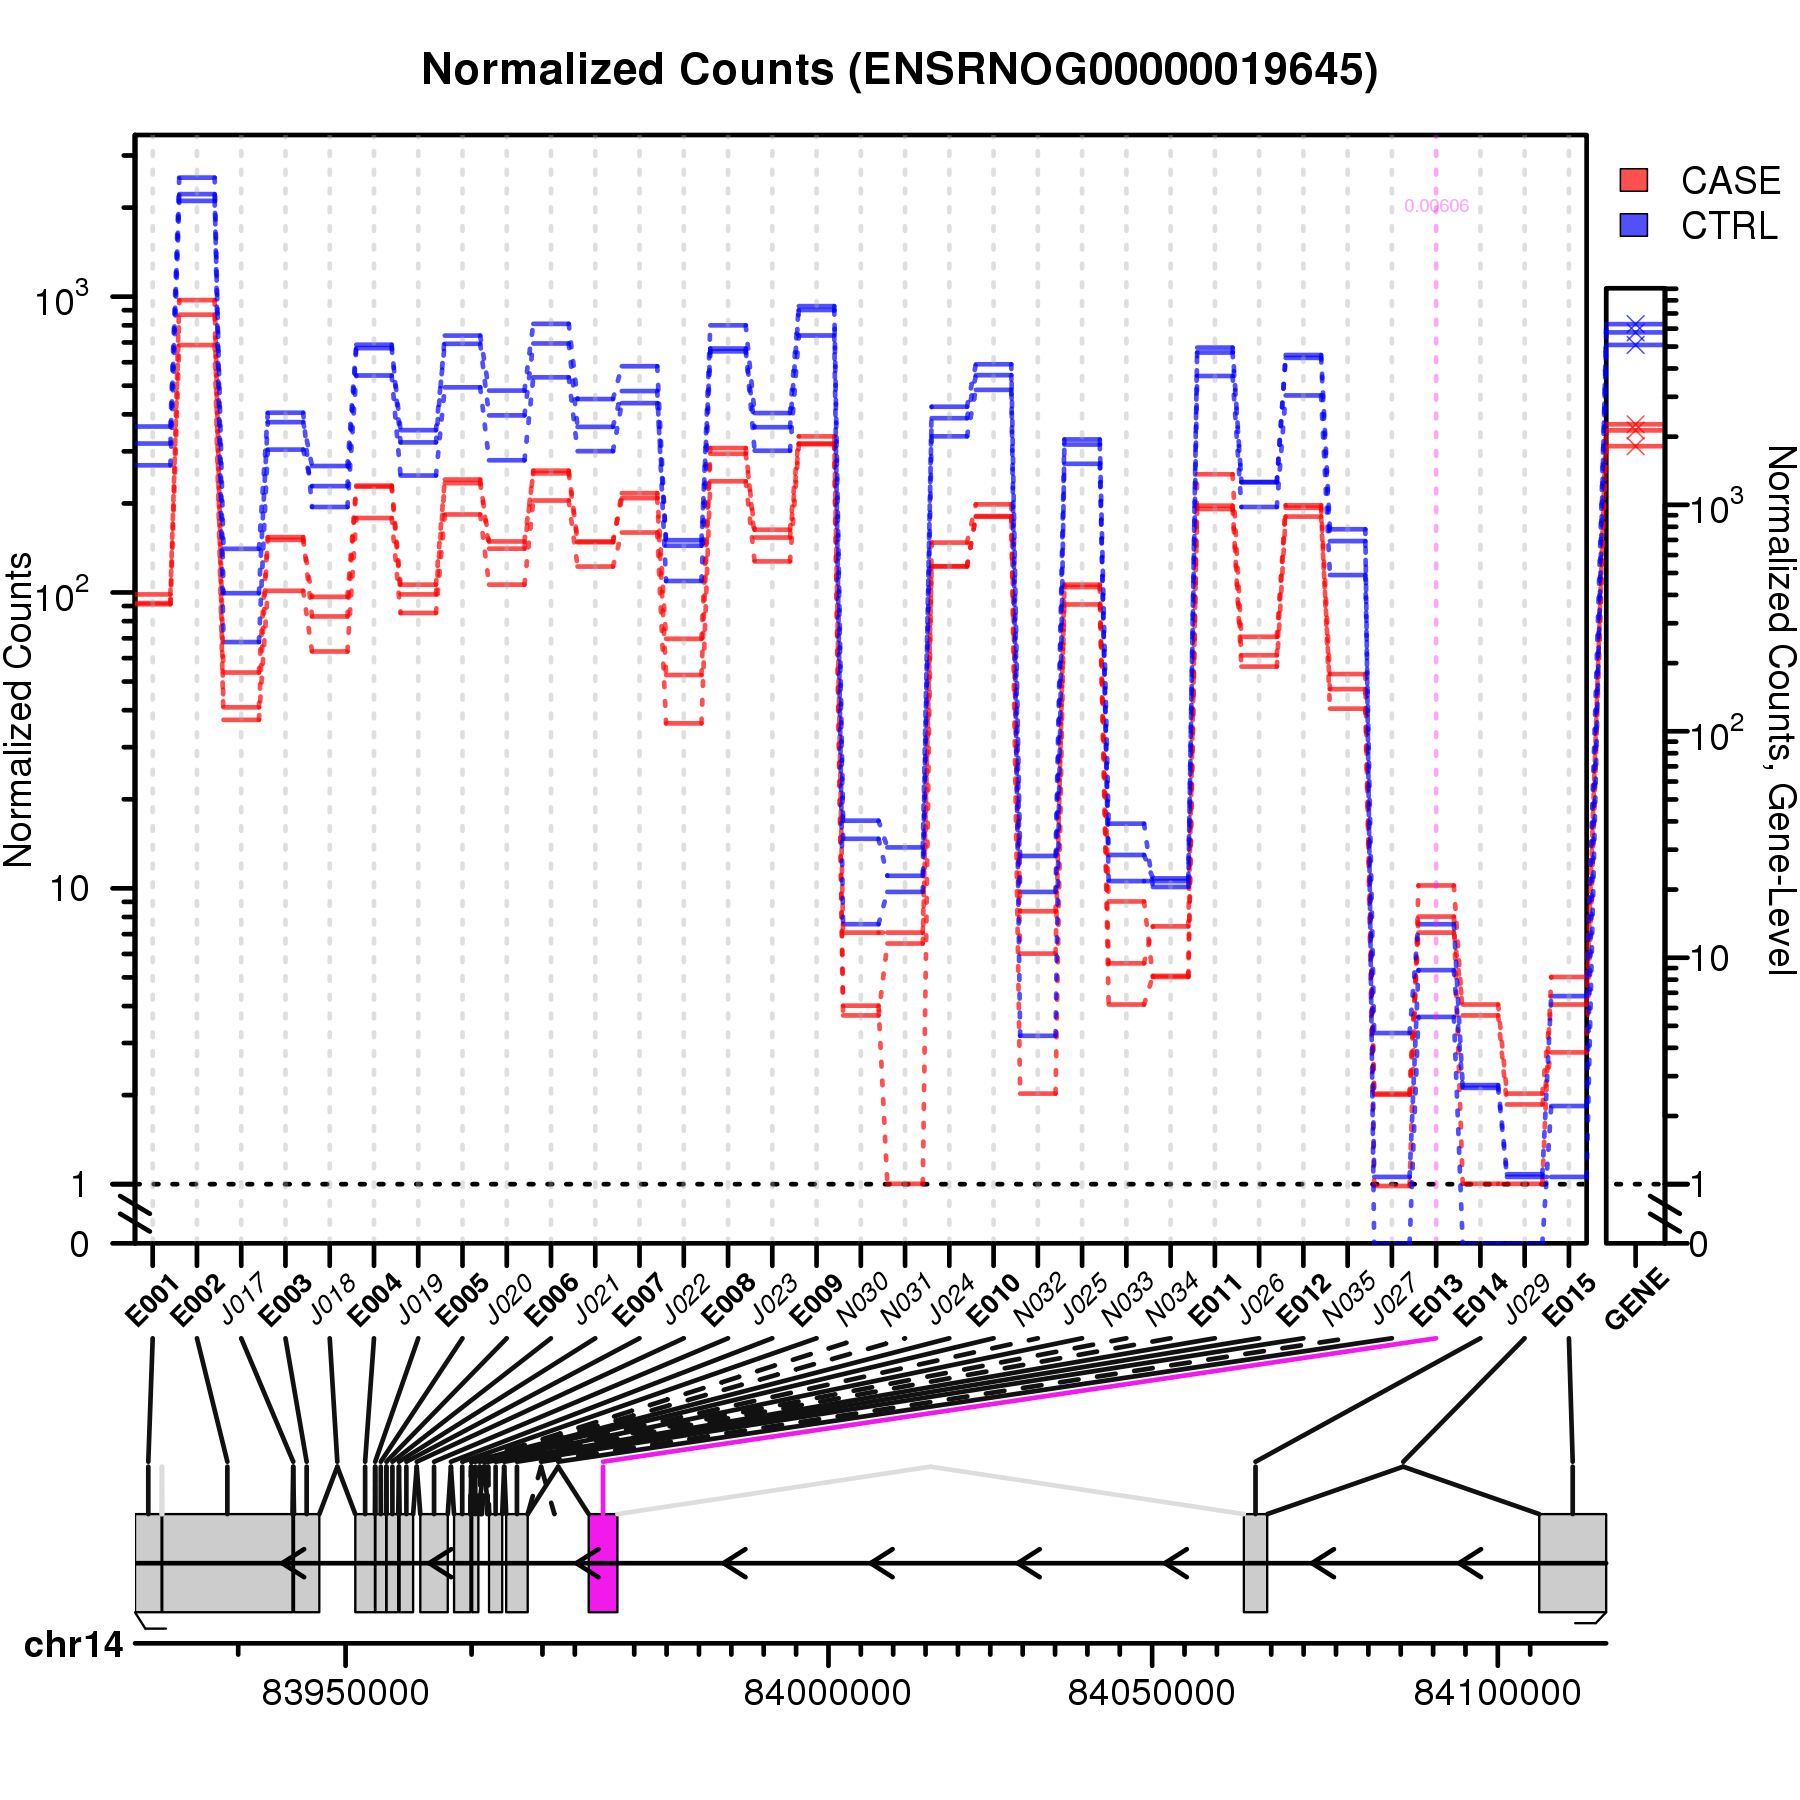 Normalized Counts (ENSRNOG00000019645)
CASE
CTRL
0.00606
Normalized Counts
10³
10²
10
1
0
Normalized Counts, Gene-Level
10³
10²
10
1
0
E001 E002 J017 E003 J018 E004 J019 E005 J020 E006 J021 E007 J022 E008 J023 E009 N030 N031 J024 E010 N032 J025 N033 N034 E011 J026 E012 N035 J027 E013 E014 J029 E015 GENE
chr14
83950000 84000000 84050000 84100000